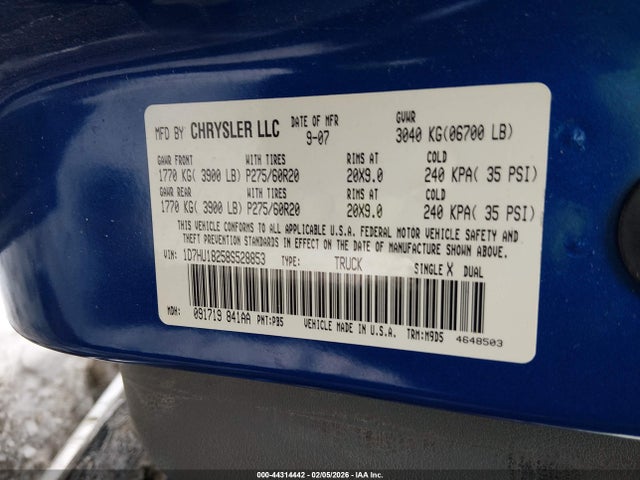 MFD BY CHRYSLER LLC DATE OF MFR 9-07 GVWR 3040 KG(06700 LB)
GAWR FRONT WITH TIRES RIMS AT COLD
1770 KG( 3900 LB) P275/60R20 20X9.0 240 KPA( 35 PSI)
GAWR REAR WITH TIRES RIMS AT COLD
1770 KG( 3900 LB) P275/60R20 20X9.0 240 KPA( 35 PSI)
THIS VEHICLE CONFORMS TO ALL APPLICABLE U.S.A. FEDERAL MOTOR VEHICLE SAFETY AND
THEFT PREVENTION STANDARDS IN EFFECT ON THE DATE OF MANUFACTURE SHOWN ABOVE.
VIN: 1D7HU18258S528853 TYPE: TRUCK SINGLE X DUAL
MDH: 091719 841AA PNT:PB5 VEHICLE MADE IN U.S.A. TRM:M9D5 4648503
000-44314442 - 02/05/2026 - IAA Inc.